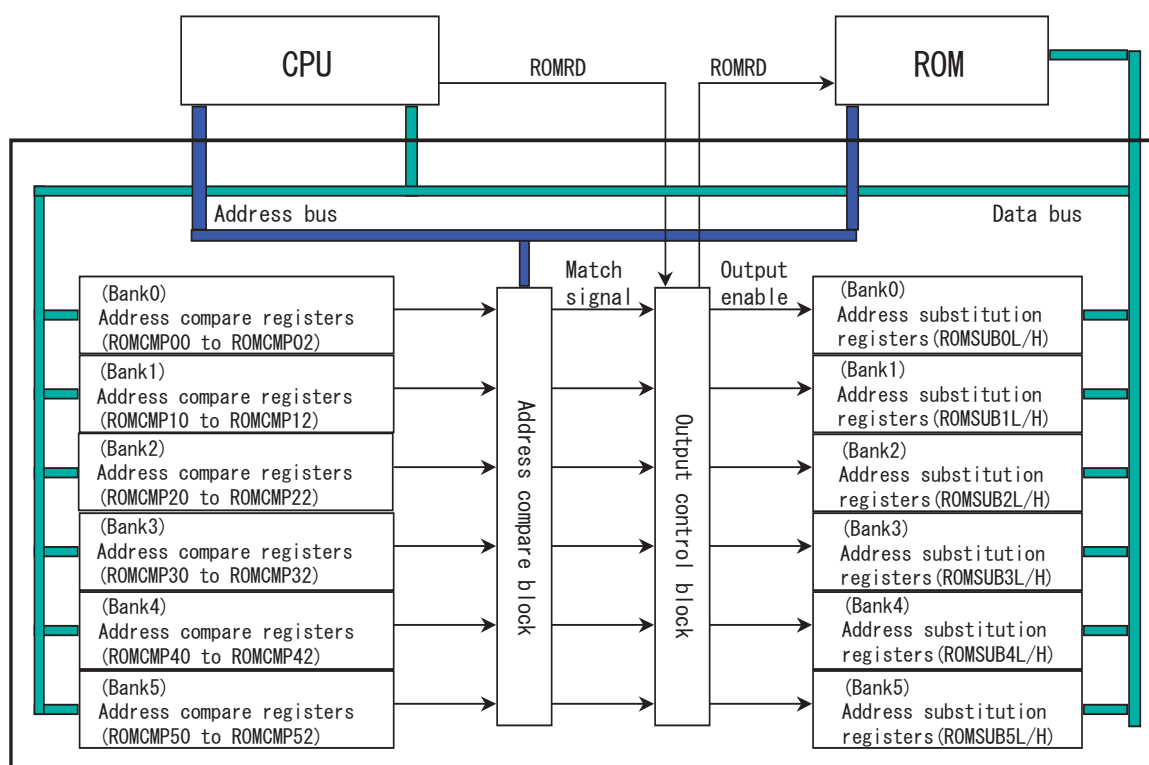 CPU
ROMRD
ROMRD
ROM
Address bus
Data bus
Match
signal
Output
enable
(Bank0)
Address compare registers
(ROMCMP00 to ROMCMP02)
(Bank1)
Address compare registers
(ROMCMP10 to ROMCMP12)
(Bank2)
Address compare registers
(ROMCMP20 to ROMCMP22)
(Bank3)
Address compare registers
(ROMCMP30 to ROMCMP32)
(Bank4)
Address compare registers
(ROMCMP40 to ROMCMP42)
(Bank5)
Address compare registers
(ROMCMP50 to ROMCMP52)
Address compare block
Output control block
(Bank0)
Address substitution
registers(ROMSUB0L/H)
(Bank1)
Address substitution
registers(ROMSUB1L/H)
(Bank2)
Address substitution
registers(ROMSUB2L/H)
(Bank3)
Address substitution
registers(ROMSUB3L/H)
(Bank4)
Address substitution
registers(ROMSUB4L/H)
(Bank5)
Address substitution
registers(ROMSUB5L/H)